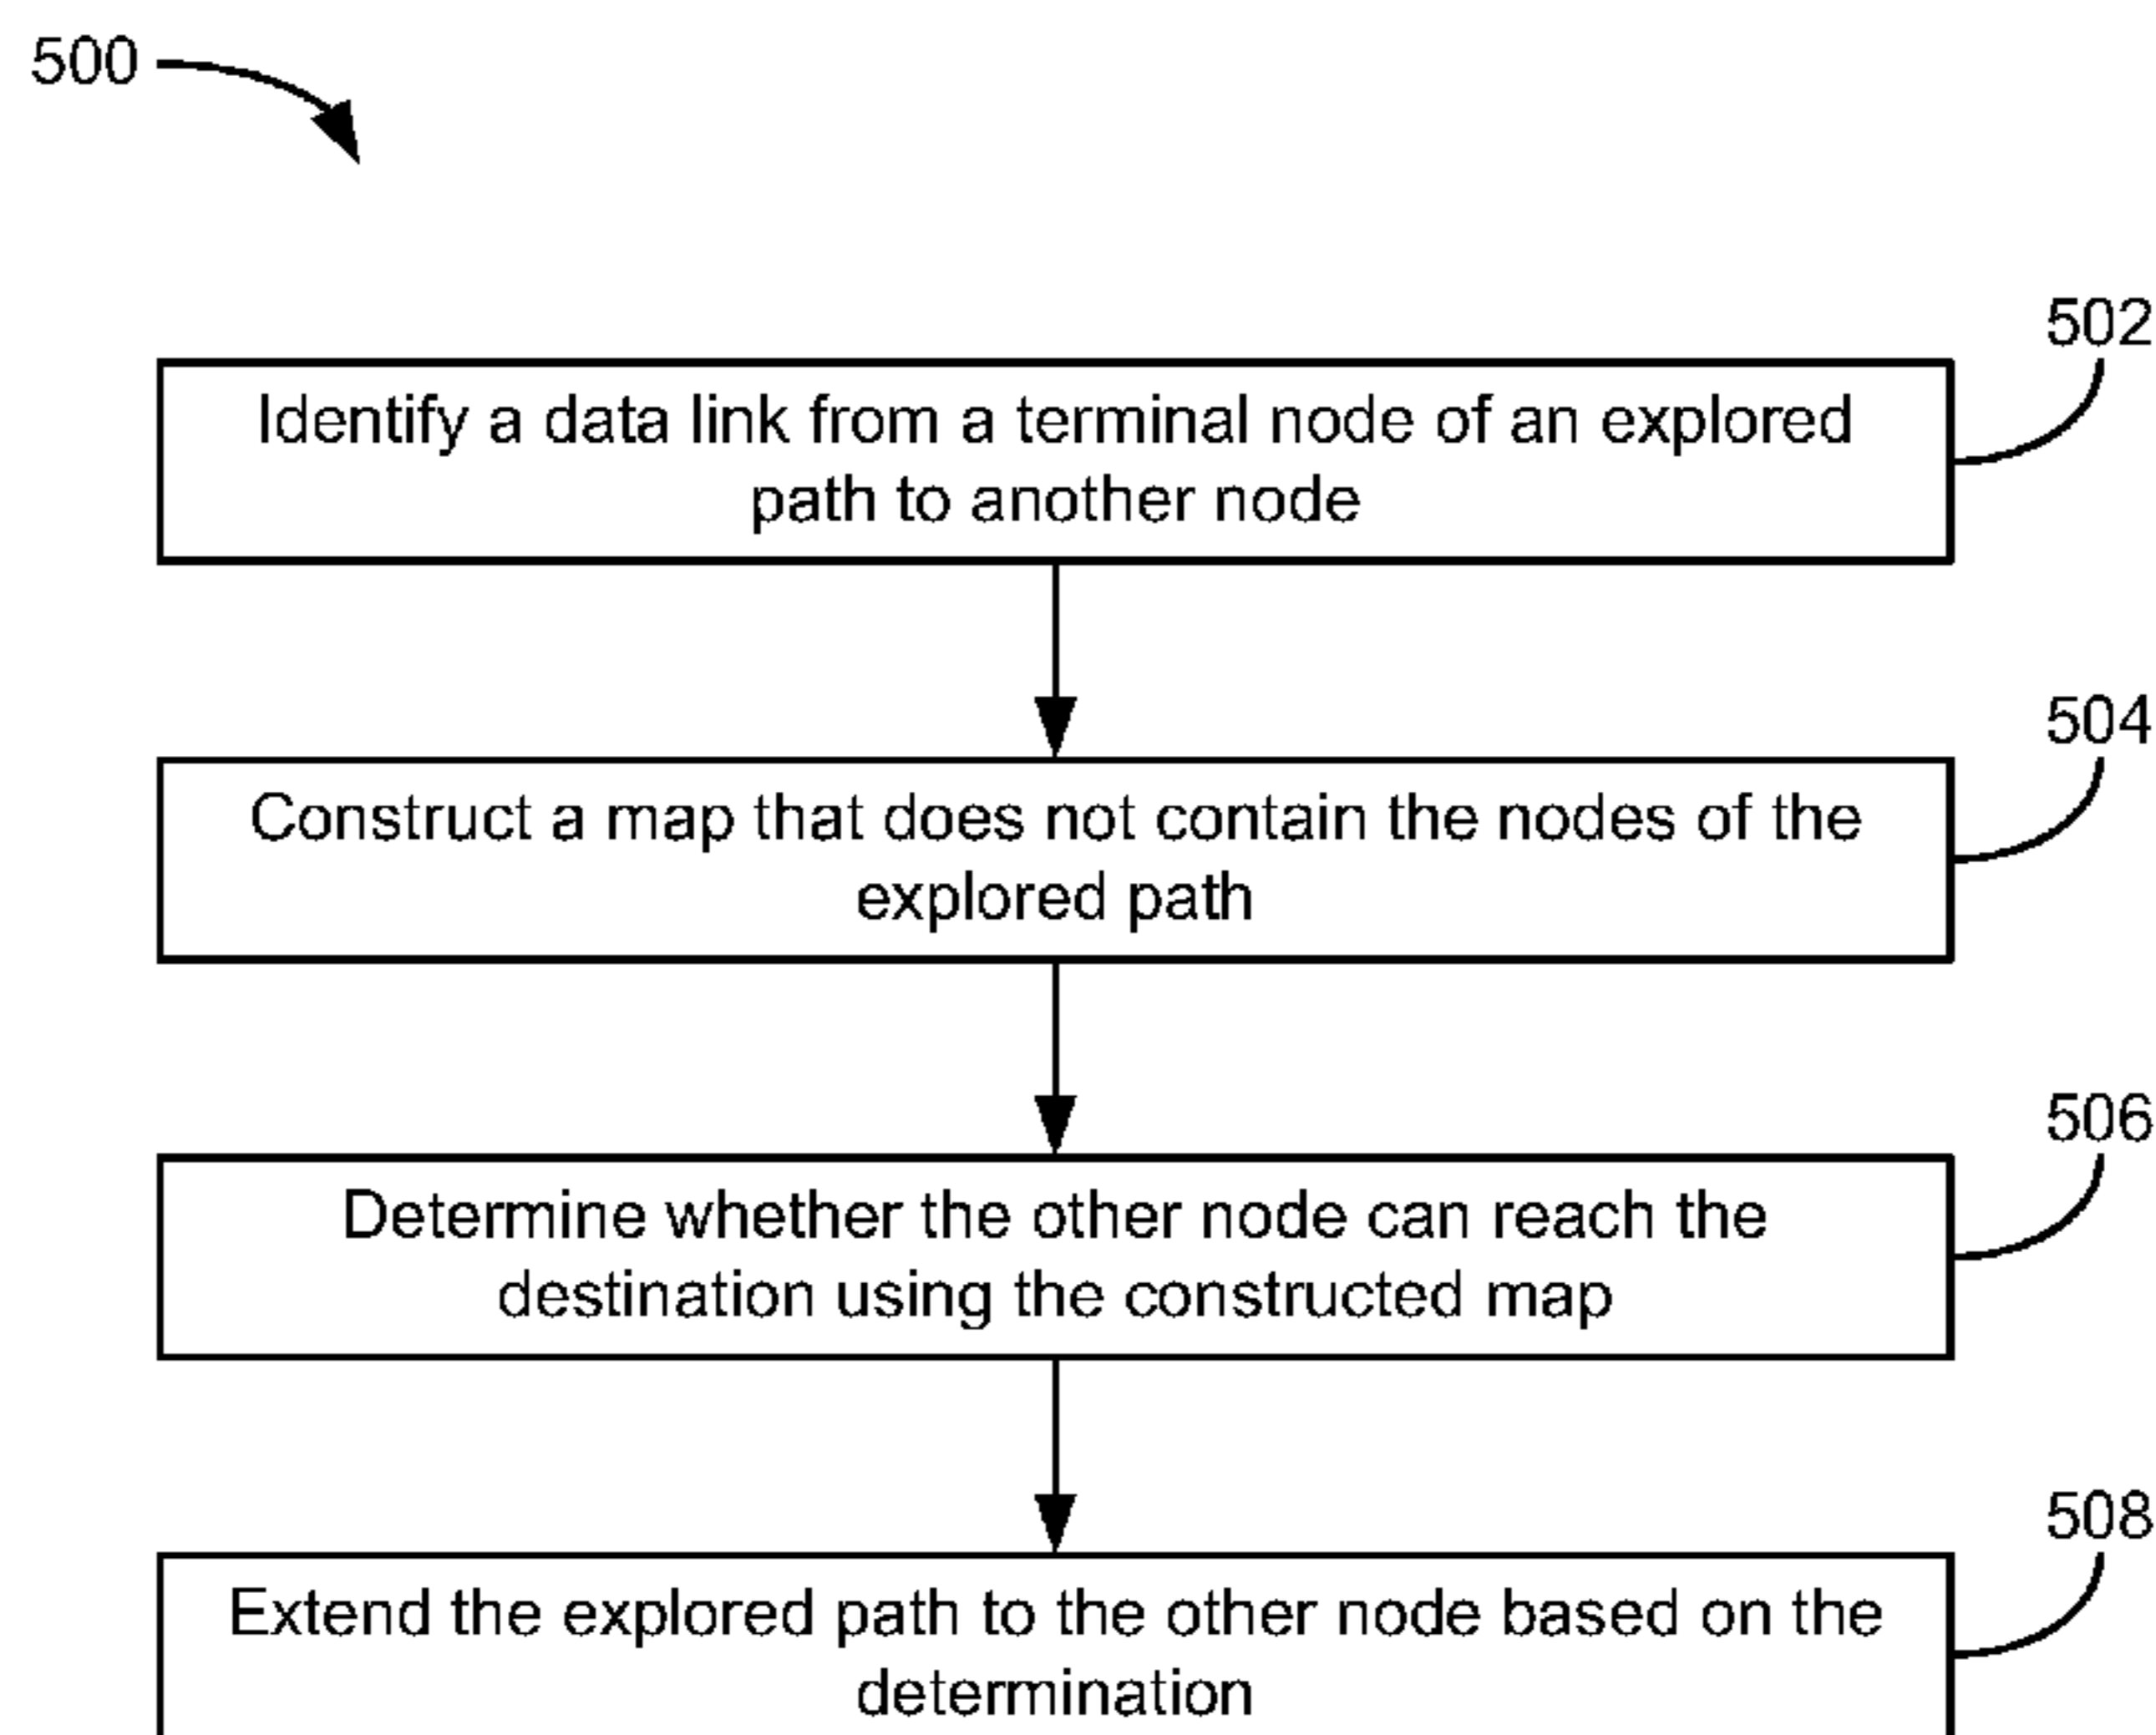 500
502
Identify a data link from a terminal node of an explored
path to another node
504
Construct a map that does not contain the nodes of the
explored path
506
Determine whether the other node can reach the
destination using the constructed map
508
Extend the explored path to the other node based on the
determination